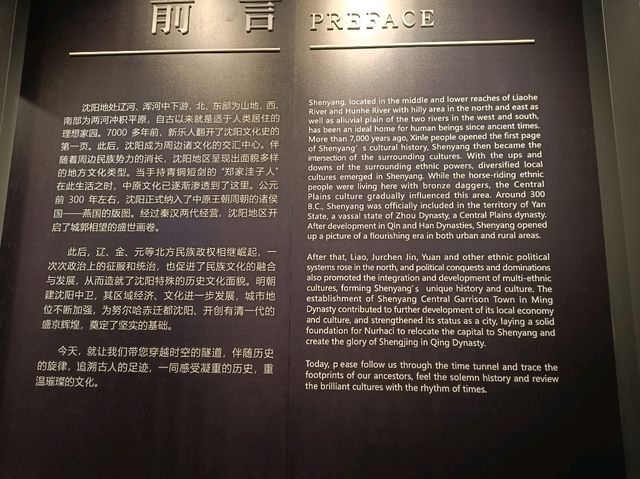 前 言
沈阳地处辽河、浑河中下游，北、东部为山地，西、
南部为两河冲积平原，自古以来就是适于人类居住的
理想家园。7000 多年前，新乐人翻开了沈阳文化史的
第一页。此后，沈阳成为周边诸文化的交汇中心。伴
随着周边民族势力的消长，沈阳地区呈现出面貌多样
的地方文化类型。当手持青铜短剑的“郑家洼子人”
在此生活之时，中原文化已逐渐渗透到了这里。公元
前 300 年左右，沈阳正式纳入了中原王朝周朝的诸侯
国——燕国的版图。经过秦汉两代经营，沈阳地区开
启了城郭相望的盛世画卷。
此后，辽、金、元等北方民族政权相继崛起，一
次次政治上的征服和统治，也促进了民族文化的融合
与发展，从而造就了沈阳特殊的历史文化面貌。明朝
建沈阳中卫，其区域经济、文化进一步发展，城市地
位不断加强，为努尔哈赤迁都沈阳、开创有清一代的
盛京辉煌，奠定了坚实的基础。
今天，就让我们带您穿越时空的隧道，伴随历史
的旋律，追溯古人的足迹，一同感受凝重的历史，重
温璀璨的文化。
PREFACE
Shenyang, located in the middle and lower reaches of Liaohe
River and Hunhe River with hilly area in the north and east as
well as alluvial plain of the two rivers in the west and south,
has been an ideal home for human beings since ancient times.
More than 7,000 years ago, Xinle people opened the first page
of Shenyang's cultural history, Shenyang then became the
intersection of the surrounding cultures. With the ups and
downs of the surrounding ethnic powers, diversified local
cultures emerged in Shenyang. While the horse-riding ethnic
people were living here with bronze daggers, the Central
Plains culture gradually influenced this area. Around 300
B.C., Shenyang was officially included in the territory of Yan
State, a vassal state of Zhou Dynasty, a Central Plains dynasty.
After development in Qin and Han Dynasties, Shenyang opened
up a picture of a flourishing era in both urban and rural areas.
After that, Liao, Jurchen Jin, Yuan and other ethnic political
systems rose in the north, and political conquests and dominations
also promoted the integration and development of multi-ethnic
cultures, forming Shenyang's unique history and culture. The
establishment of Shenyang Central Garrison Town in Ming
Dynasty contributed to further development of its local economy
and culture, and strengthened its status as a city, laying a solid
foundation for Nurhaci to relocate the capital to Shenyang and
create the glory of Shengjing in Qing Dynasty.
Today, p ease follow us through the time tunnel and trace the
footprints of our ancestors, feel the solemn history and review
the brilliant cultures with the rhythm of times.